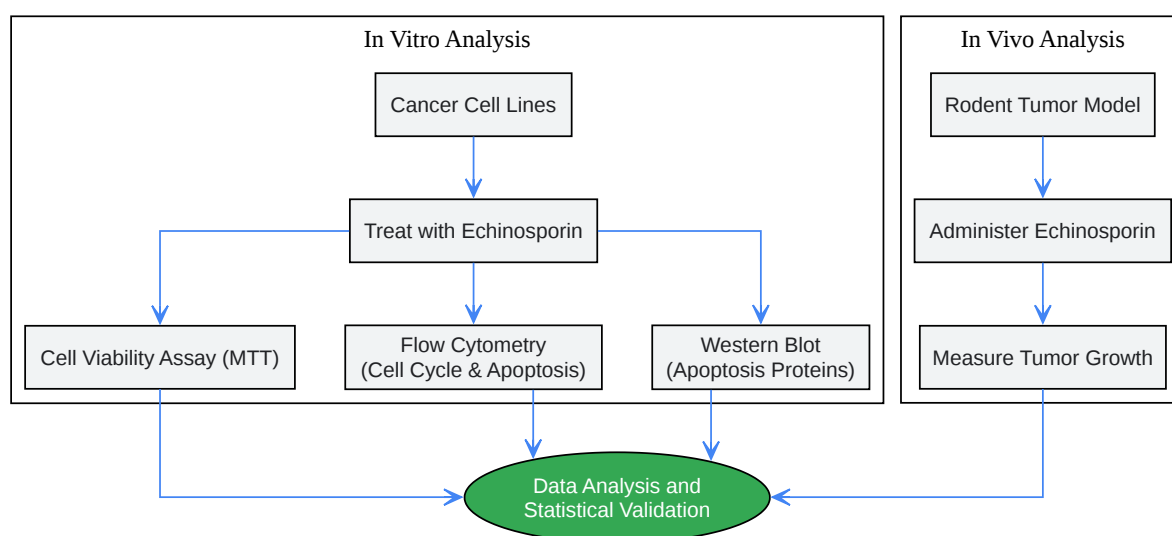 In Vitro Analysis
Cancer Cell Lines
Treat with Echinosporin
Cell Viability Assay (MTT)
Flow Cytometry
(Cell Cycle & Apoptosis)
Western Blot
(Apoptosis Proteins)
In Vivo Analysis
Rodent Tumor Model
Administer Echinosporin
Measure Tumor Growth
Data Analysis and
Statistical Validation